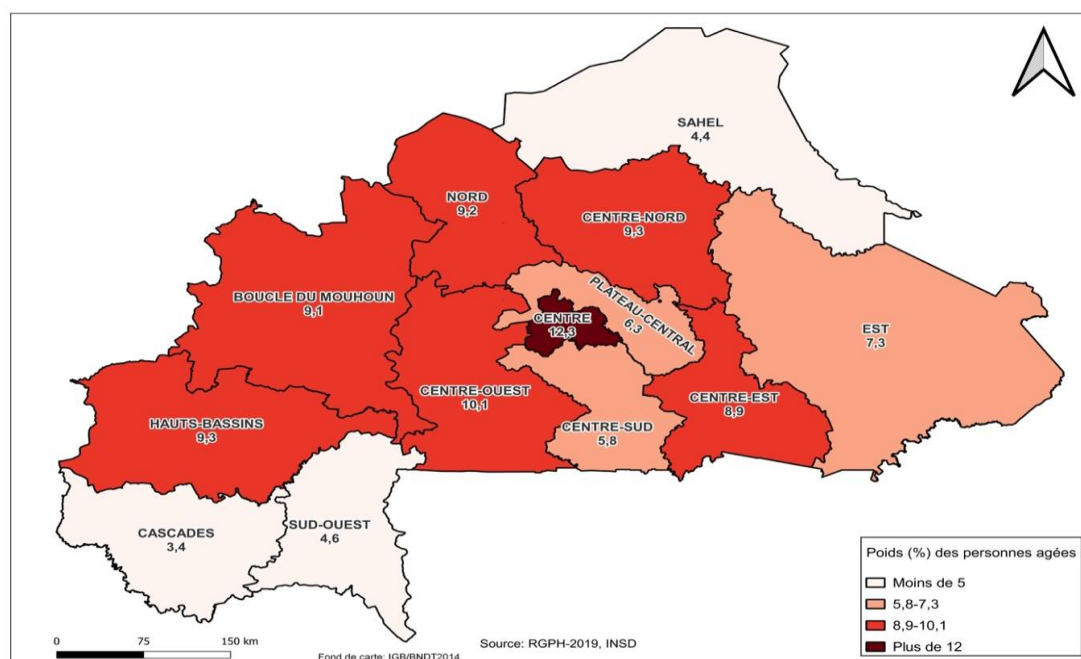 SAHEL
4,4
NORD
9,2
CENTRE-NORD
9,3
BOUCLE DU MOUHOUN
9,1
PLATEAU-CENTRAL
6,3
CENTRE
12,3
EST
7,3
CENTRE-OUEST
10,1
CENTRE-EST
8,9
HAUTS-BASSINS
9,3
CENTRE-SUD
5,8
CASCADES
3,4
SUD-OUEST
4,6
Poids (%) des personnes agées
Moins de 5
5,8-7,3
8,9-10,1
Plus de 12
0 75 150 km
Source: RGPH-2019, INSD
Fond de carte: IGB/BNDT2014